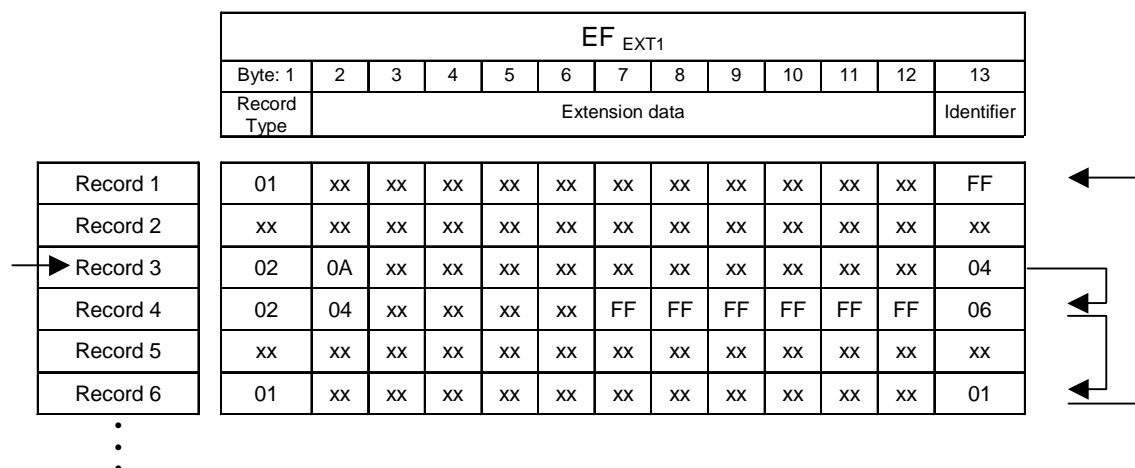 EF EXT1
Byte: 1 2 3 4 5 6 7 8 9 10 11 12 13
Record Type Extension data Identifier
Record 1 01 xx xx xx xx xx xx xx xx xx xx xx FF
Record 2 xx xx xx xx xx xx xx xx xx xx xx xx xx
Record 3 02 0A xx xx xx xx xx xx xx xx xx xx 04
Record 4 02 04 xx xx xx xx FF FF FF FF FF FF 06
Record 5 xx xx xx xx xx xx xx xx xx xx xx xx xx
Record 6 01 xx xx xx xx xx xx xx xx xx xx xx 01